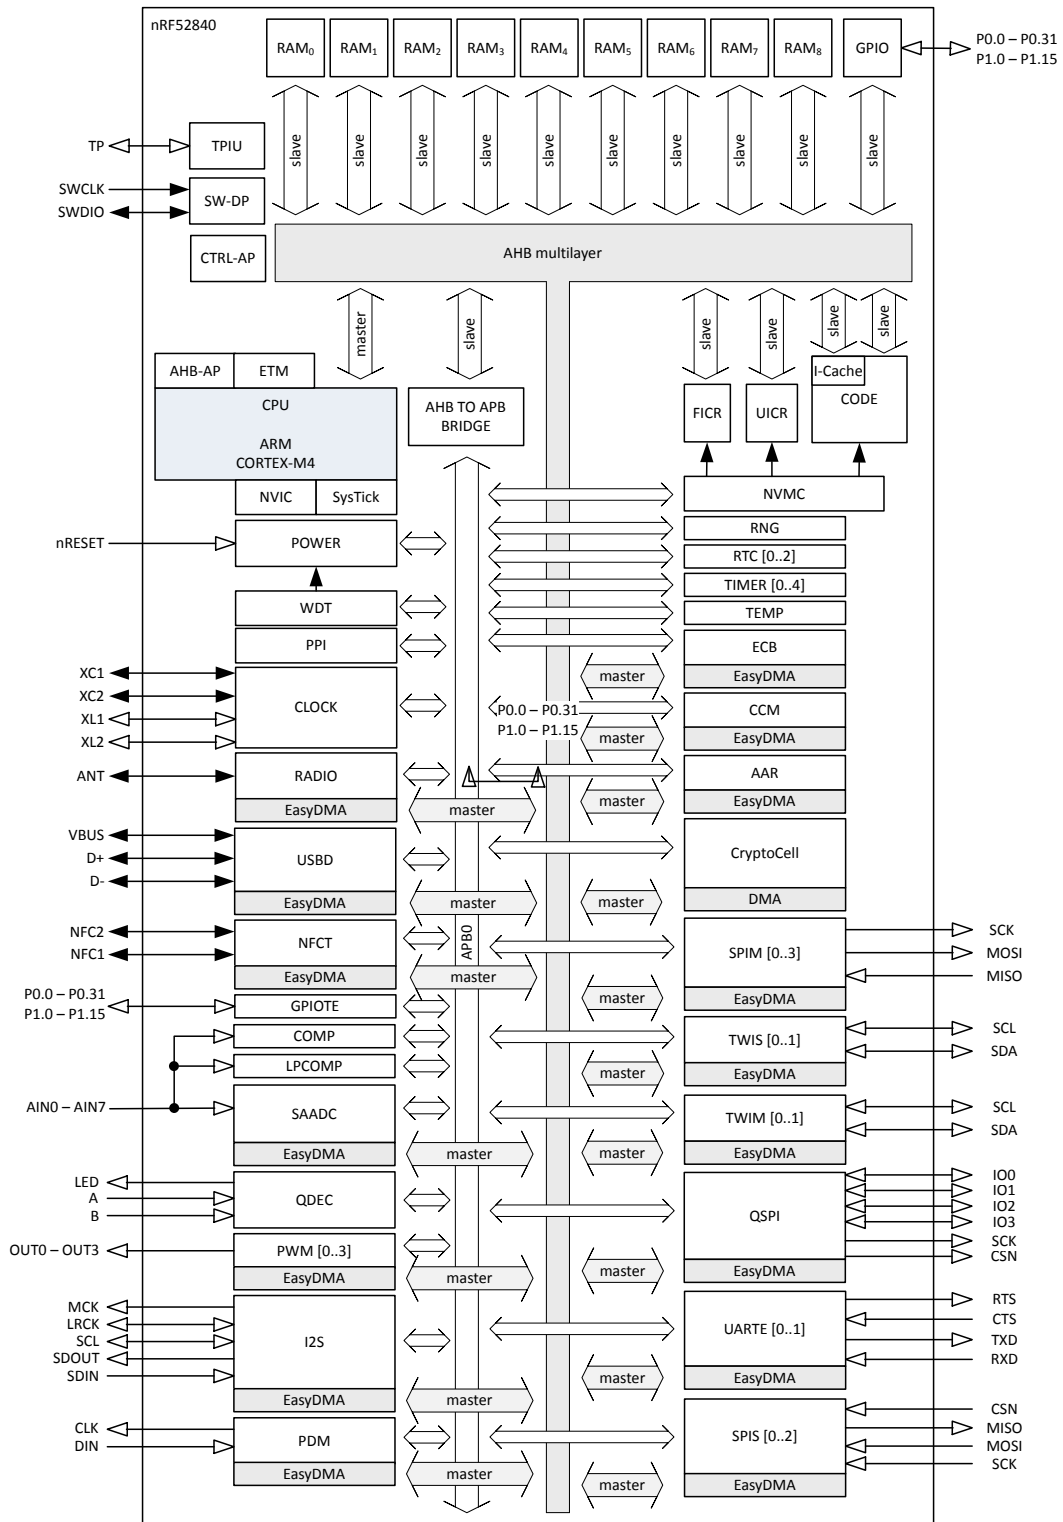 nRF52840
RAM0
RAM1
RAM2
RAM3
RAM4
RAM5
RAM6
RAM7
RAM8
GPIO
P0.0 – P0.31
P1.0 – P1.15
slave
slave
slave
slave
slave
slave
slave
slave
slave
slave
TP
TPIU
SWCLK
SWDIO
SW-DP
CTRL-AP
AHB multilayer
master
slave
slave
slave
slave
slave
AHB-AP
ETM
CPU
ARM
CORTEX-M4
NVIC
SysTick
AHB TO APB
BRIDGE
FICR
UICR
I-Cache
CODE
NVMC
nRESET
POWER
RNG
RTC [0..2]
TIMER [0..4]
WDT
TEMP
PPI
ECB
EasyDMA
master
XC1
XC2
XL1
XL2
CLOCK
P0.0 – P0.31
P1.0 – P1.15
CCM
EasyDMA
master
ANT
RADIO
EasyDMA
master
AAR
EasyDMA
master
VBUS
D+
D-
USBD
EasyDMA
master
CryptoCell
DMA
master
APB0
NFC2
NFC1
NFCT
EasyDMA
master
SPIM [0..3]
EasyDMA
master
SCK
MOSI
MISO
P0.0 – P0.31
P1.0 – P1.15
GPIOTE
COMP
LPCOMP
TWIS [0..1]
EasyDMA
master
SCL
SDA
AIN0 – AIN7
SAADC
EasyDMA
master
TWIM [0..1]
EasyDMA
master
SCL
SDA
LED
A
B
QDEC
QSPI
EasyDMA
master
IO0
IO1
IO2
IO3
SCK
CSN
OUT0 – OUT3
PWM [0..3]
EasyDMA
master
MCK
LRCK
SCL
SDOUT
SDIN
I2S
EasyDMA
master
UARTE [0..1]
EasyDMA
master
RTS
CTS
TXD
RXD
CLK
DIN
PDM
EasyDMA
master
SPIS [0..2]
EasyDMA
master
CSN
MISO
MOSI
SCK